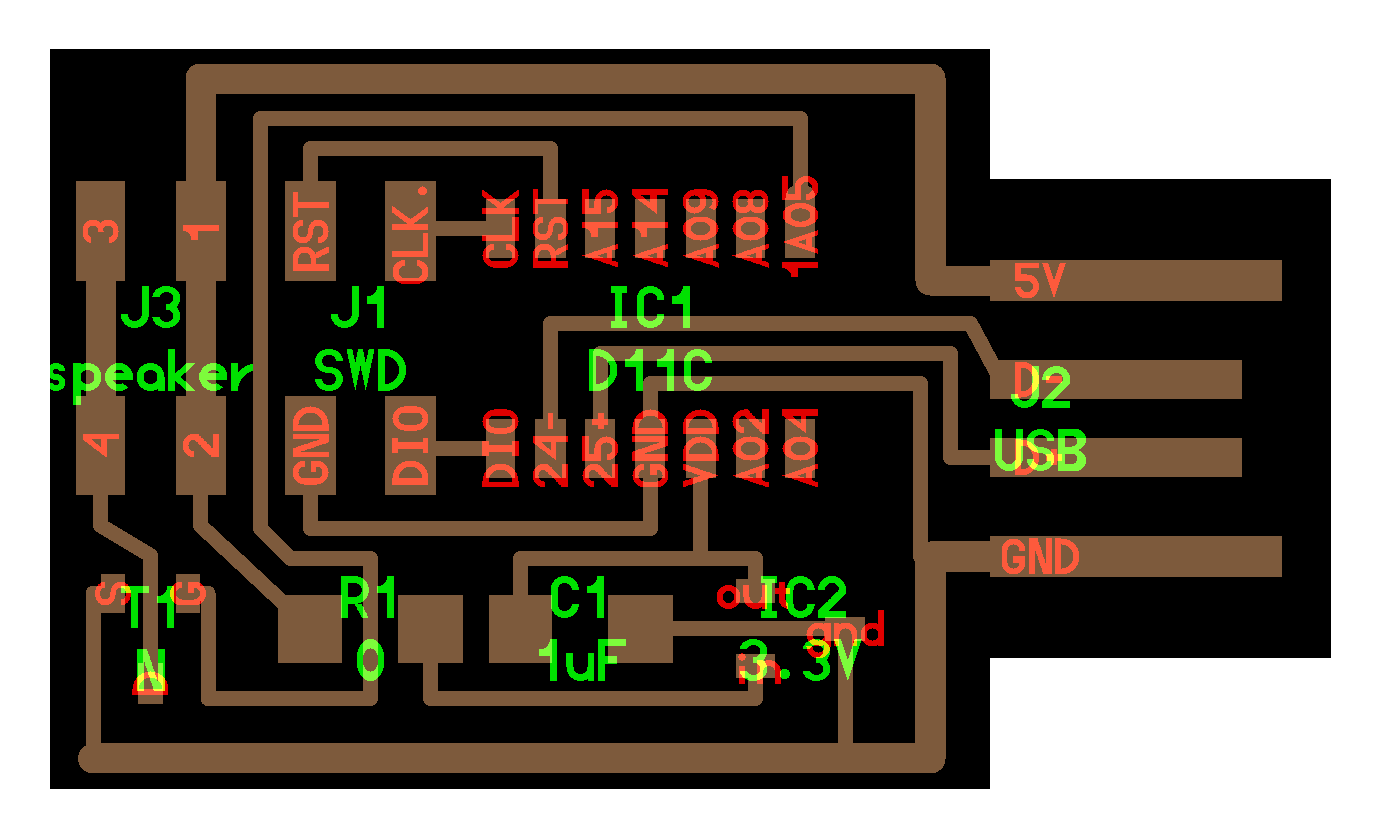 3 1 RST CLK. CLK RST A15 A14 A09 A08 1A05
5V
J3 J1 IC1
speaker SWD D11C
J2
4 2 GND DIO DIO 24- 25+ GND VDD A02 A04
USB
GND
S T1 G R1 C1 out IC2
gnd
N 0 1uF in 3.3V
D